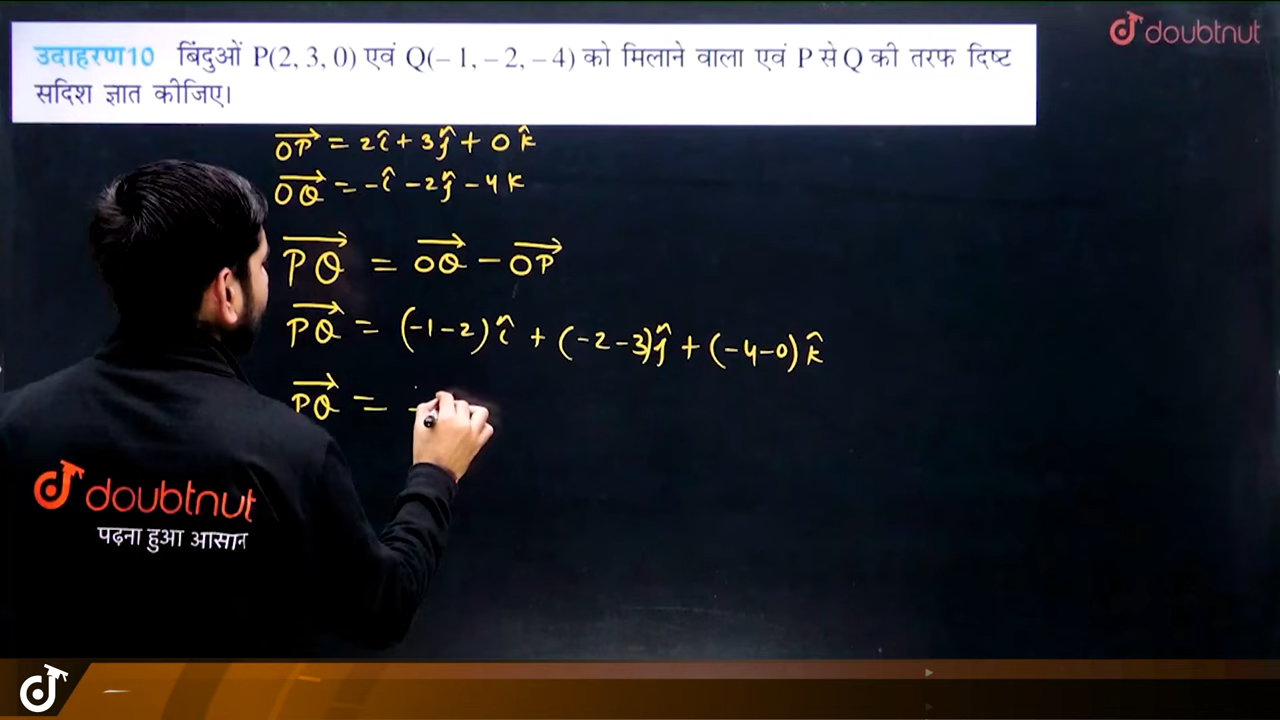 doubtnut
उदाहरण10 बिंदुओं P(2, 3, 0) एवं Q(– 1, – 2, – 4) को मिलाने वाला एवं P से Q की तरफ दिष्ट
सदिश ज्ञात कीजिए।
OP⃗ = 2î + 3ĵ + 0k̂
OQ⃗ = -î - 2ĵ - 4k
PQ⃗ = OQ⃗ - OP⃗
PQ⃗ = (-1-2)î + (-2-3)ĵ + (-4-0)k̂
PQ⃗ =
doubtnut
पढ़ना हुआ आसान